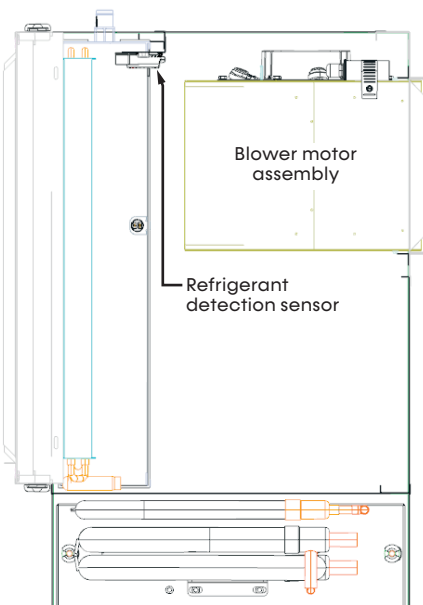 Blower motor
assembly
Refrigerant
detection sensor